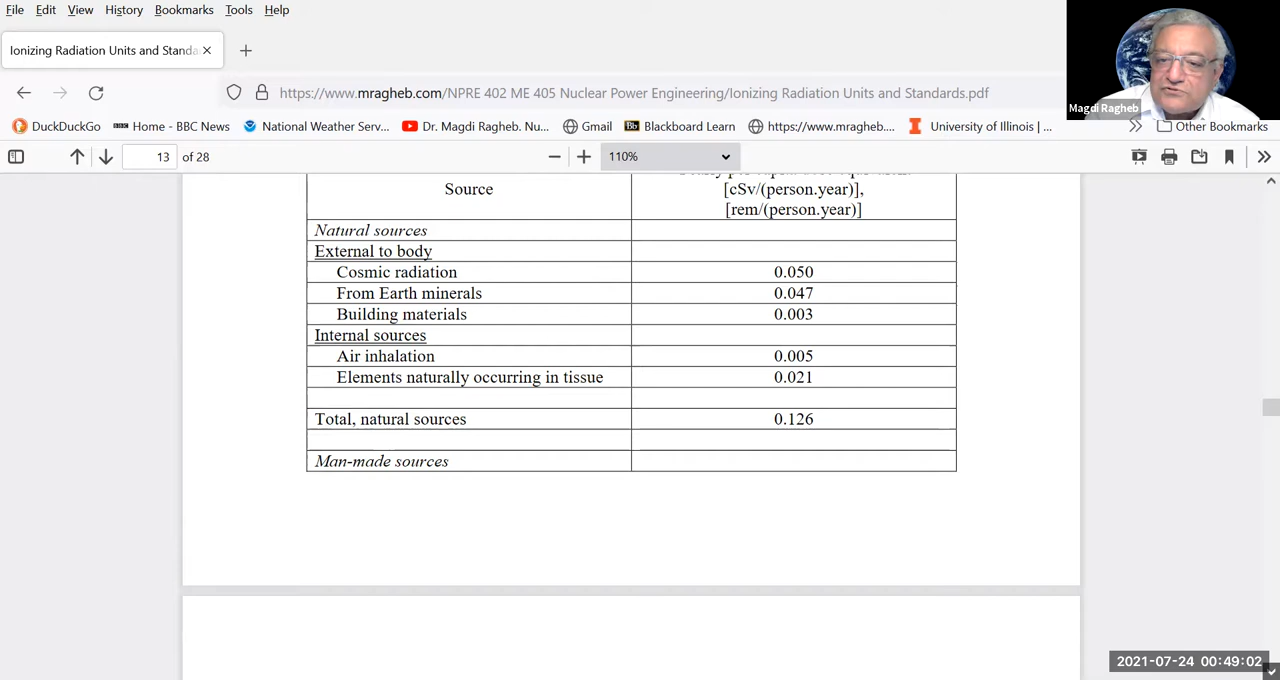 File Edit View History Bookmarks Tools Help
Ionizing Radiation Units and Standa
https://www.mragheb.com/NPRE 402 ME 405 Nuclear Power Engineering/Ionizing Radiation Units and Standards.pdf
Magdi Ragheb
DuckDuckGo BBC Home - BBC News National Weather Serv... Dr. Magdi Ragheb. Nu... Gmail Bb Blackboard Learn https://www.mragheb.... I University of Illinois |... Other Bookmarks
13 of 28 110%
Source
[cSv/(person.year)],
[rem/(person.year)]
Natural sources
External to body
Cosmic radiation 0.050
From Earth minerals 0.047
Building materials 0.003
Internal sources
Air inhalation 0.005
Elements naturally occurring in tissue 0.021
Total, natural sources 0.126
Man-made sources
2021-07-24 00:49:02